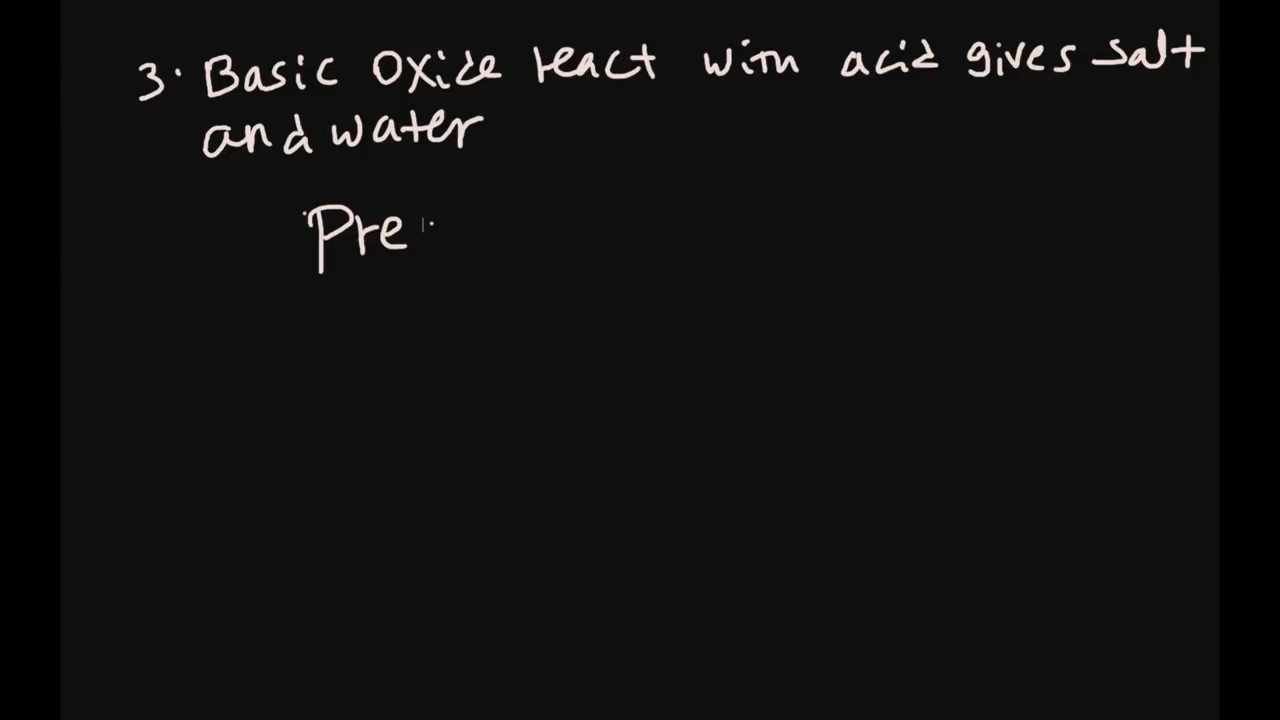 3. Basic Oxide react with acid gives salt
and water
Pre